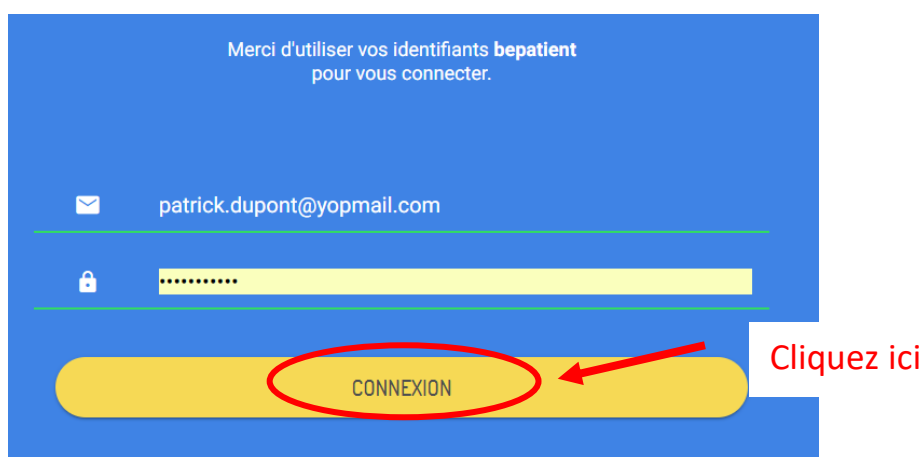 Merci d'utiliser vos identifiants bepatient
pour vous connecter.
patrick.dupont@yopmail.com
•••••••••••
CONNEXION
Cliquez ici